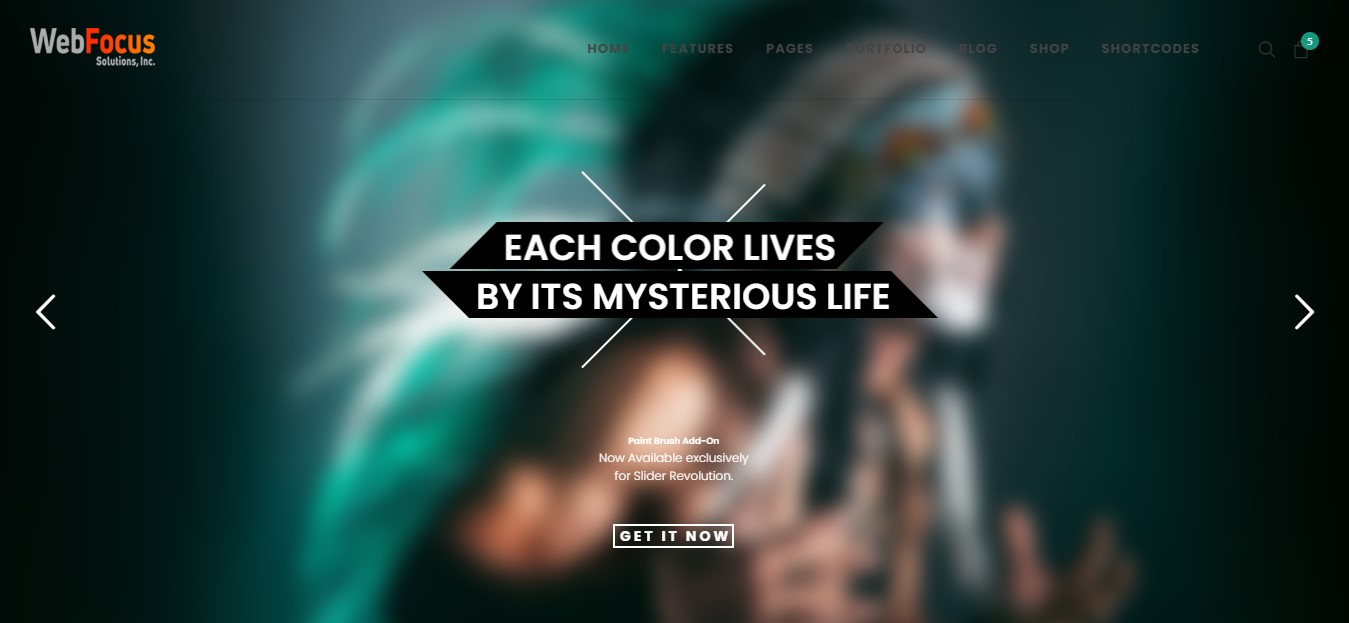 WebFocus
Solutions, Inc.
HOME FEATURES PAGES PORTFOLIO BLOG SHOP SHORTCODES
5
EACH COLOR LIVES
BY ITS MYSTERIOUS LIFE
Paint Brush Add-On
Now Available exclusively
for Slider Revolution.
GET IT NOW